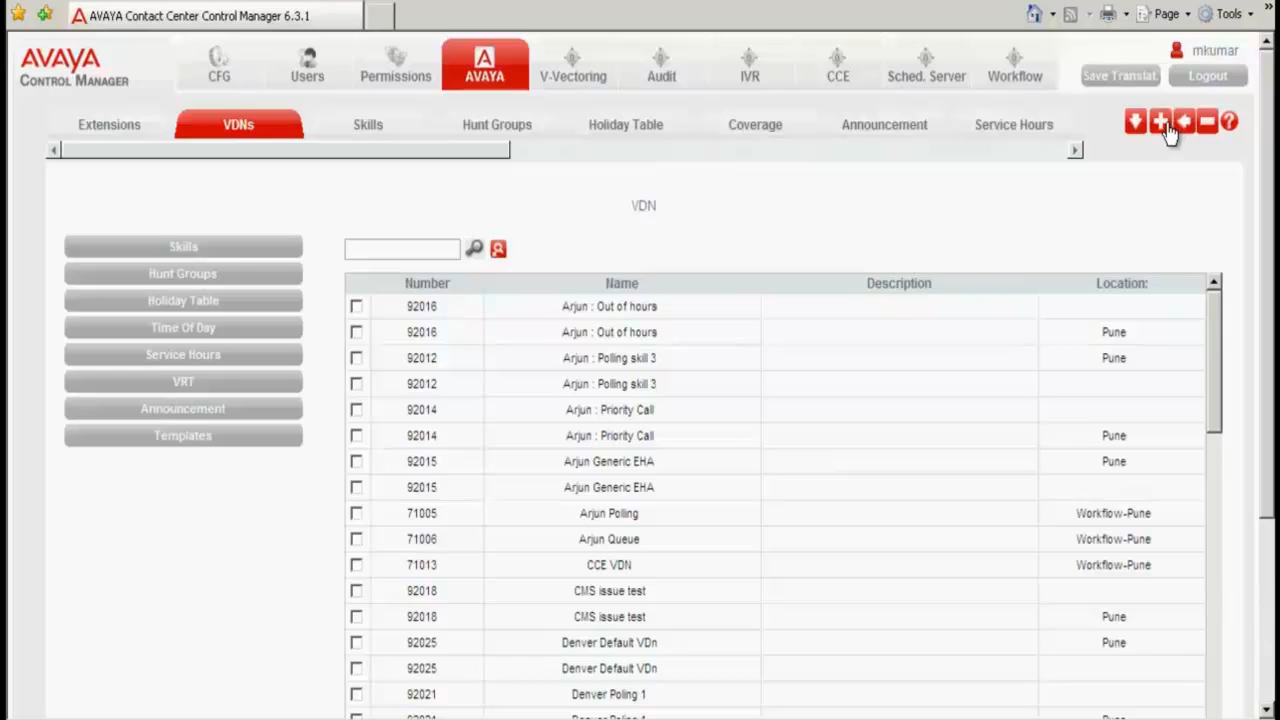 AVAYA Contact Center Control Manager 6.3.1
Page
Tools
AVAYA
CONTROL MANAGER
CFG
Users
Permissions
AVAYA
V-Vectoring
Audit
IVR
CCE
Sched. Server
Workflow
mkumar
Save Translat
Logout
Extensions
VDNs
Skills
Hunt Groups
Holiday Table
Coverage
Announcement
Service Hours
VDN
Skills
Hunt Groups
Holiday Table
Time Of Day
Service Hours
VRT
Announcement
Templates
Number Name Description Location:
92016 Arjun : Out of hours
92016 Arjun : Out of hours Pune
92012 Arjun : Polling skill 3 Pune
92012 Arjun : Polling skill 3
92014 Arjun : Priority Call
92014 Arjun : Priority Call Pune
92015 Arjun Generic EHA Pune
92015 Arjun Generic EHA
71005 Arjun Polling Workflow-Pune
71006 Arjun Queue Workflow-Pune
71013 CCE VDN Workflow-Pune
92018 CMS issue test
92018 CMS issue test Pune
92025 Denver Default VDn Pune
92025 Denver Default VDn
92021 Denver Poling 1